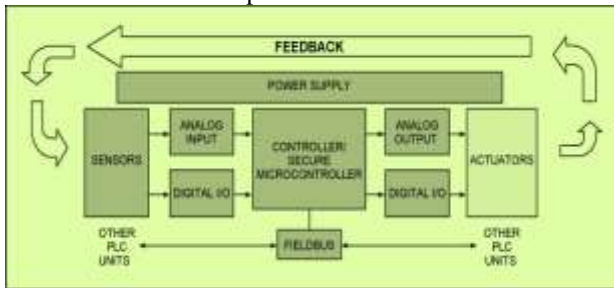 FEEDBACK
POWER SUPPLY
SENSORS
ANALOG
INPUT
DIGITAL I/O
CONTROLLER/
SECURE
MICROCONTROLLER
ANALOG
OUTPUT
DIGITAL I/O
ACTUATORS
OTHER
PLC
UNITS
FIELDBUS
OTHER
PLC
UNITS